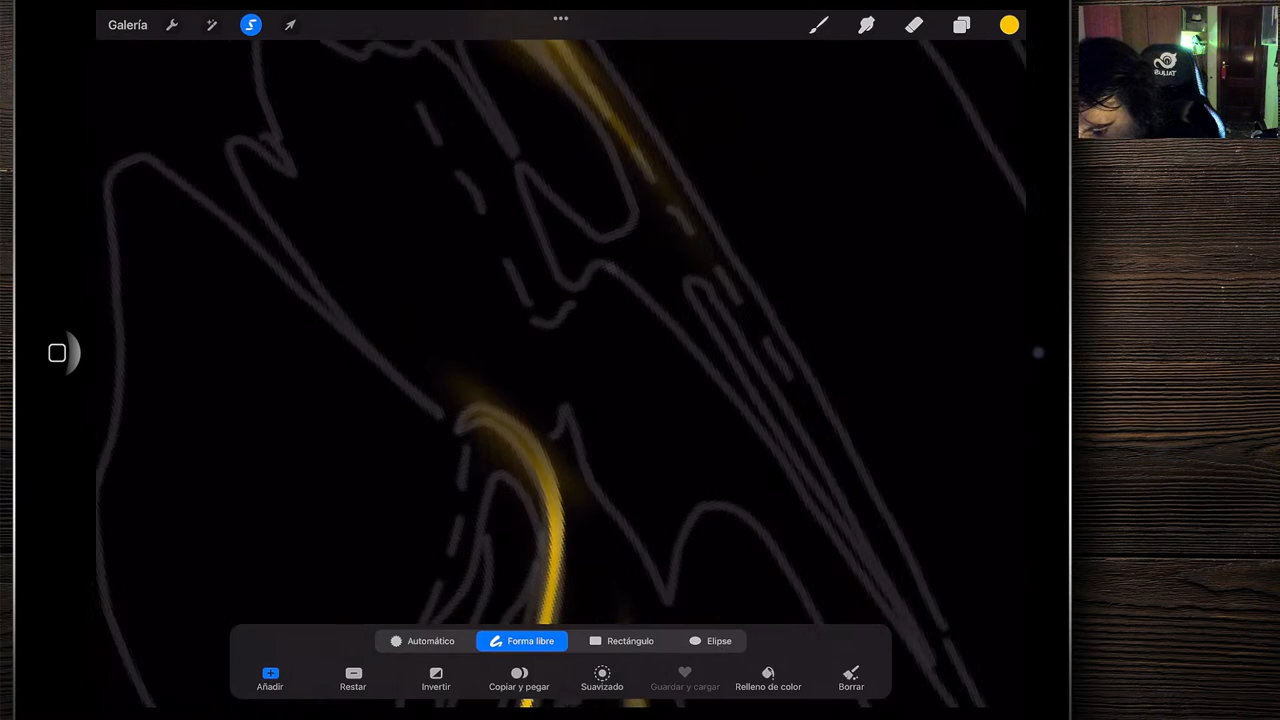 Galería
Automático Forma libre Rectángulo Elipse
Añadir Restar Invertir Copiar y pegar Suavizado Guardar y cargar Relleno de color Borrar